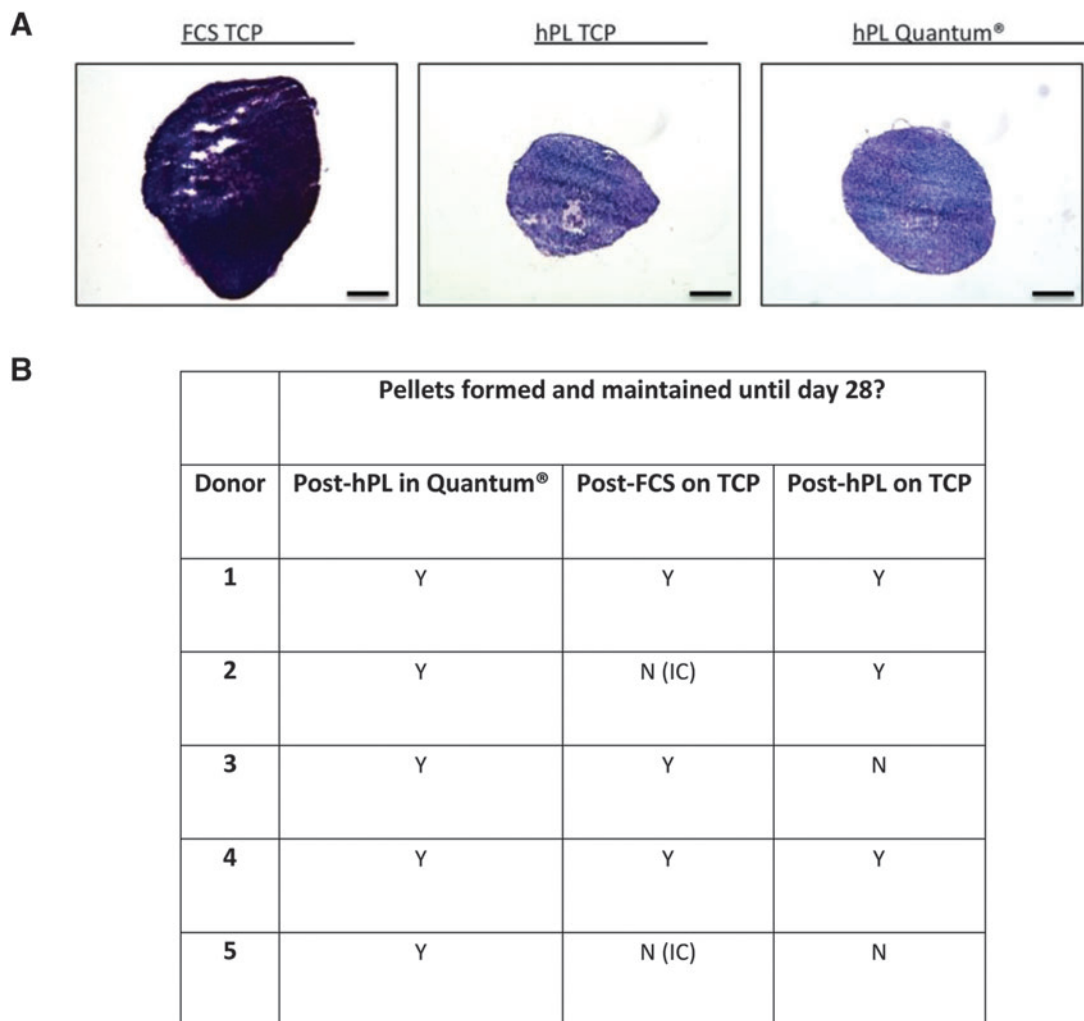 A
FCS TCP
hPL TCP
hPL Quantum®
B
Pellets formed and maintained until day 28?
Donor Post-hPL in Quantum® Post-FCS on TCP Post-hPL on TCP
1 Y Y Y
2 Y N (IC) Y
3 Y Y N
4 Y Y Y
5 Y N (IC) N